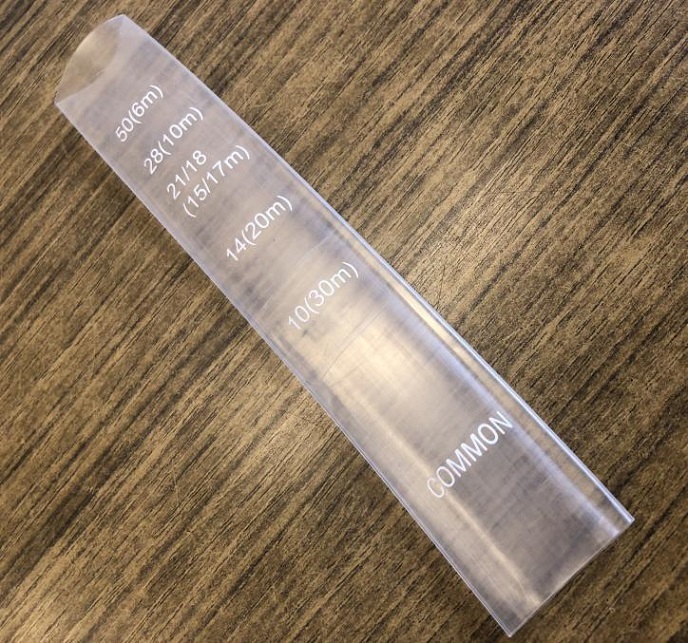 50(6m)
28(10m)
21/18
(15/17m)
14(20m)
10(30m)
COMMON